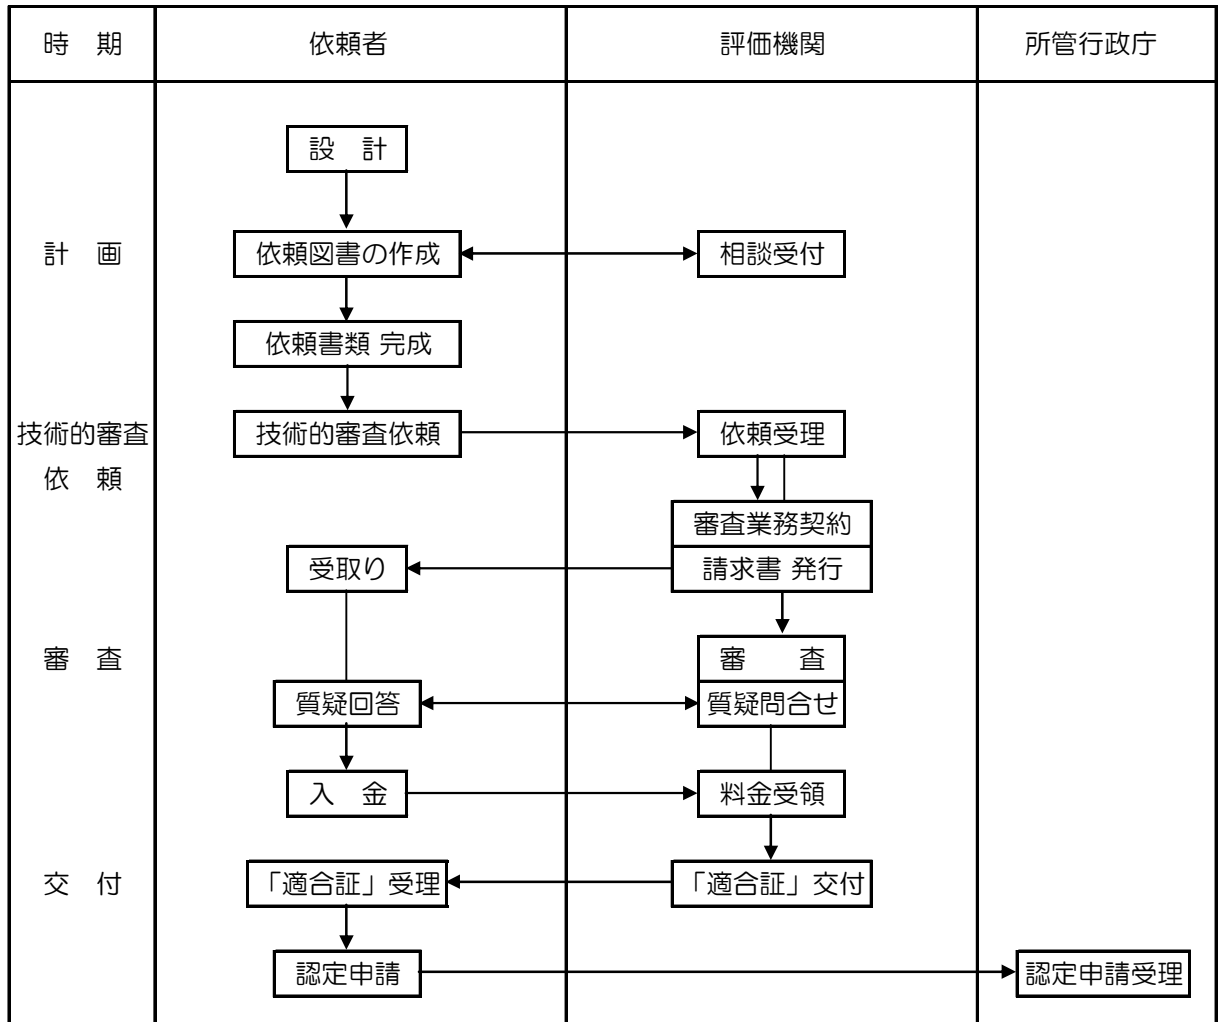 時　期　依頼者　評価機関　所管行政庁
設　計
計　画　依頼図書の作成　相談受付
依頼書類 完成
技術的審査　技術的審査依頼　依頼受理
依　頼
審査業務契約
受取り　請求書 発行
審　査　審　　査
質疑回答　質疑問合せ
入　金　料金受領
交　付　「適合証」受理　「適合証」交付
認定申請　認定申請受理